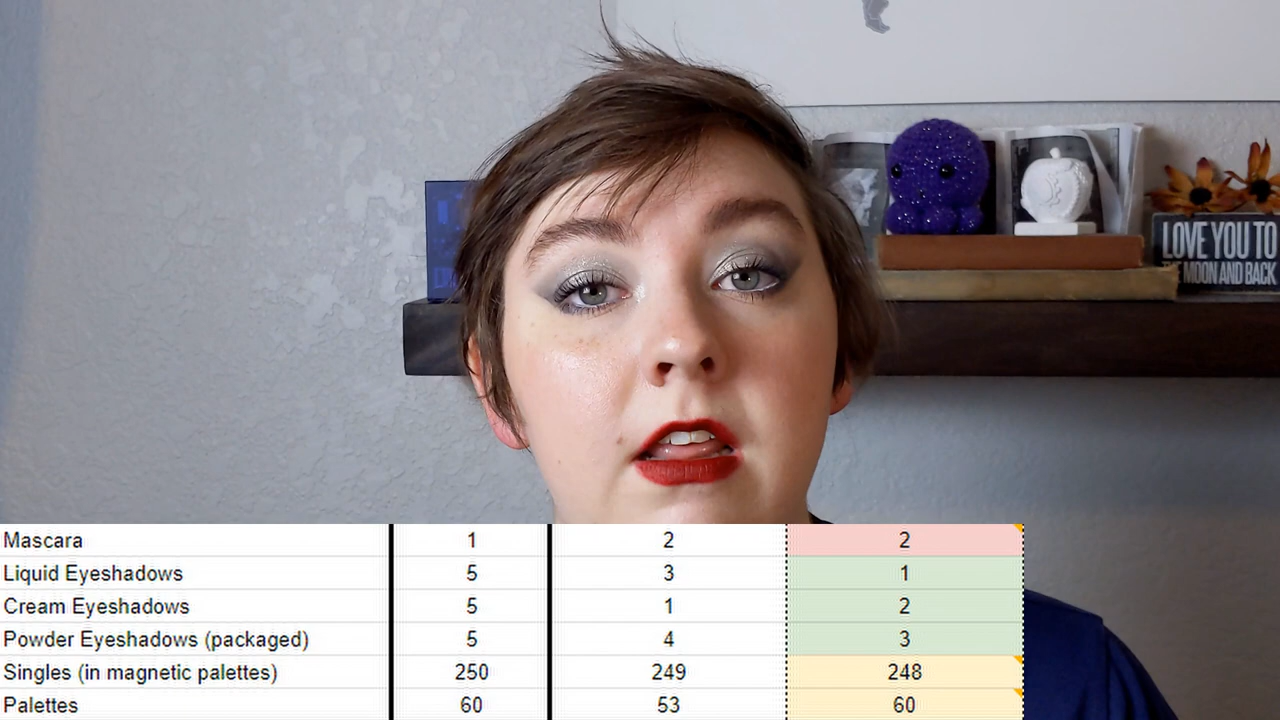 LOVE YOU TO
MOON AND BACK
Mascara 1 2 2
Liquid Eyeshadows 5 3 1
Cream Eyeshadows 5 1 2
Powder Eyeshadows (packaged) 5 4 3
Singles (in magnetic palettes) 250 249 248
Palettes 60 53 60